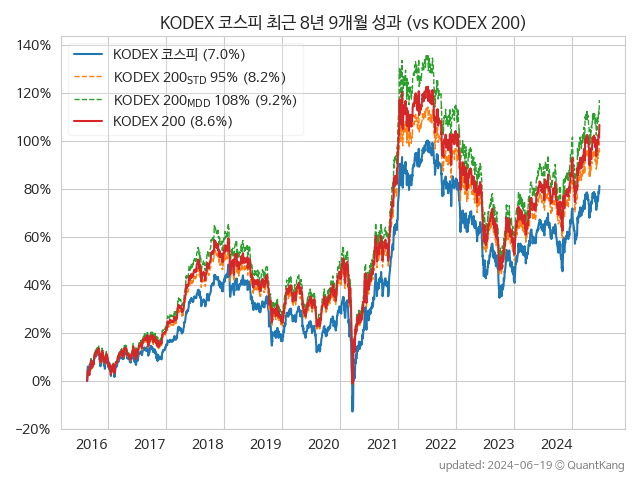 KODEX 코스피 최근 8년 9개월 성과 (vs KODEX 200)
140%
120%
100%
80%
60%
40%
20%
0%
−20%
KODEX 코스피 (7.0%)
KODEX 200STD 95% (8.2%)
KODEX 200MDD 108% (9.2%)
KODEX 200 (8.6%)
2016 2017 2018 2019 2020 2021 2022 2023 2024
updated: 2024-06-19 ⓒ QuantKang